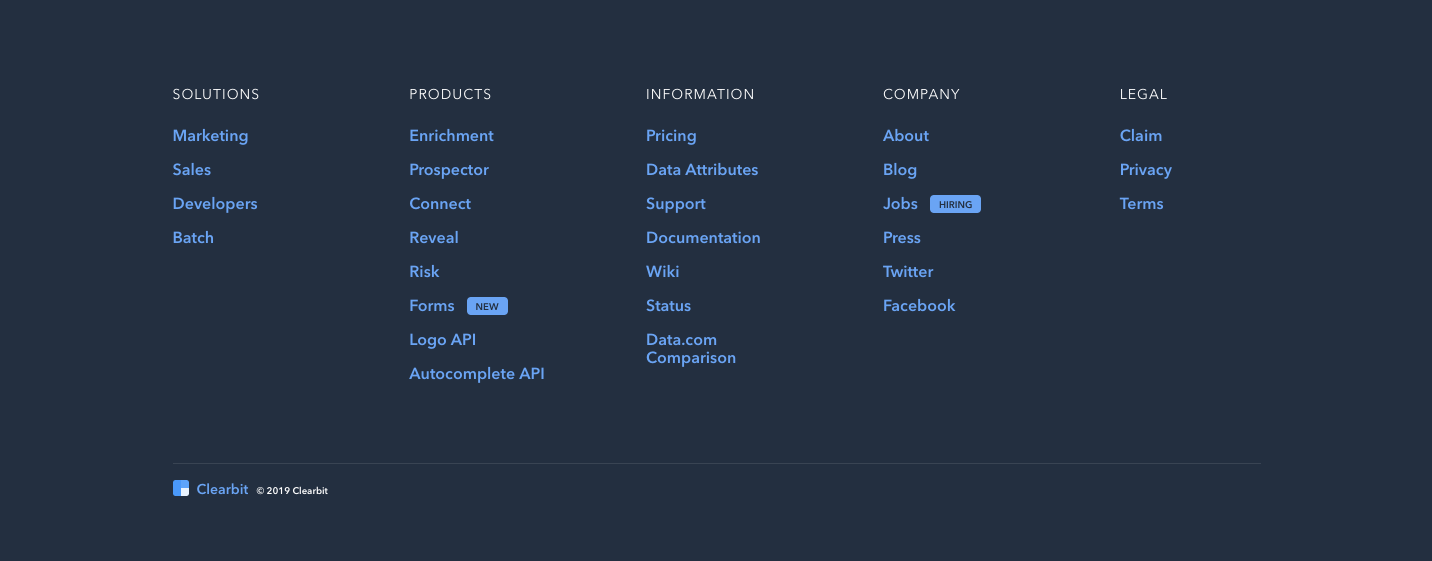 SOLUTIONS
Marketing
Sales
Developers
Batch
PRODUCTS
Enrichment
Prospector
Connect
Reveal
Risk
Forms NEW
Logo API
Autocomplete API
INFORMATION
Pricing
Data Attributes
Support
Documentation
Wiki
Status
Data.com
Comparison
COMPANY
About
Blog
Jobs HIRING
Press
Twitter
Facebook
LEGAL
Claim
Privacy
Terms
Clearbit © 2019 Clearbit